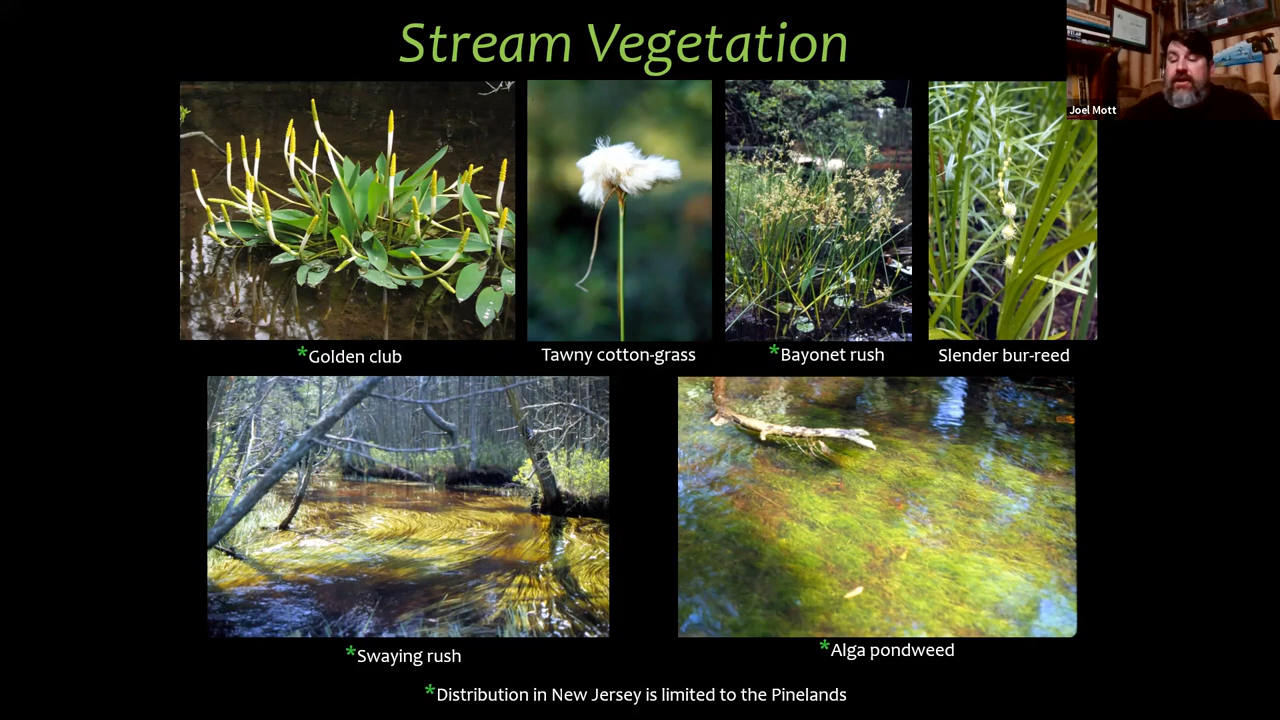 Stream Vegetation
Joel Mott
*Golden club
Tawny cotton-grass
*Bayonet rush
Slender bur-reed
*Swaying rush
*Alga pondweed
*Distribution in New Jersey is limited to the Pinelands